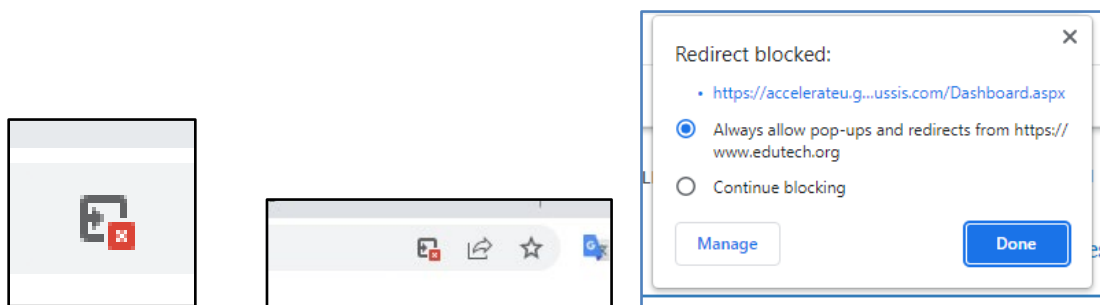 Redirect blocked:
• https://accelerateu.g...ussis.com/Dashboard.aspx
Always allow pop-ups and redirects from https://
www.edutech.org
Continue blocking
Manage
Done